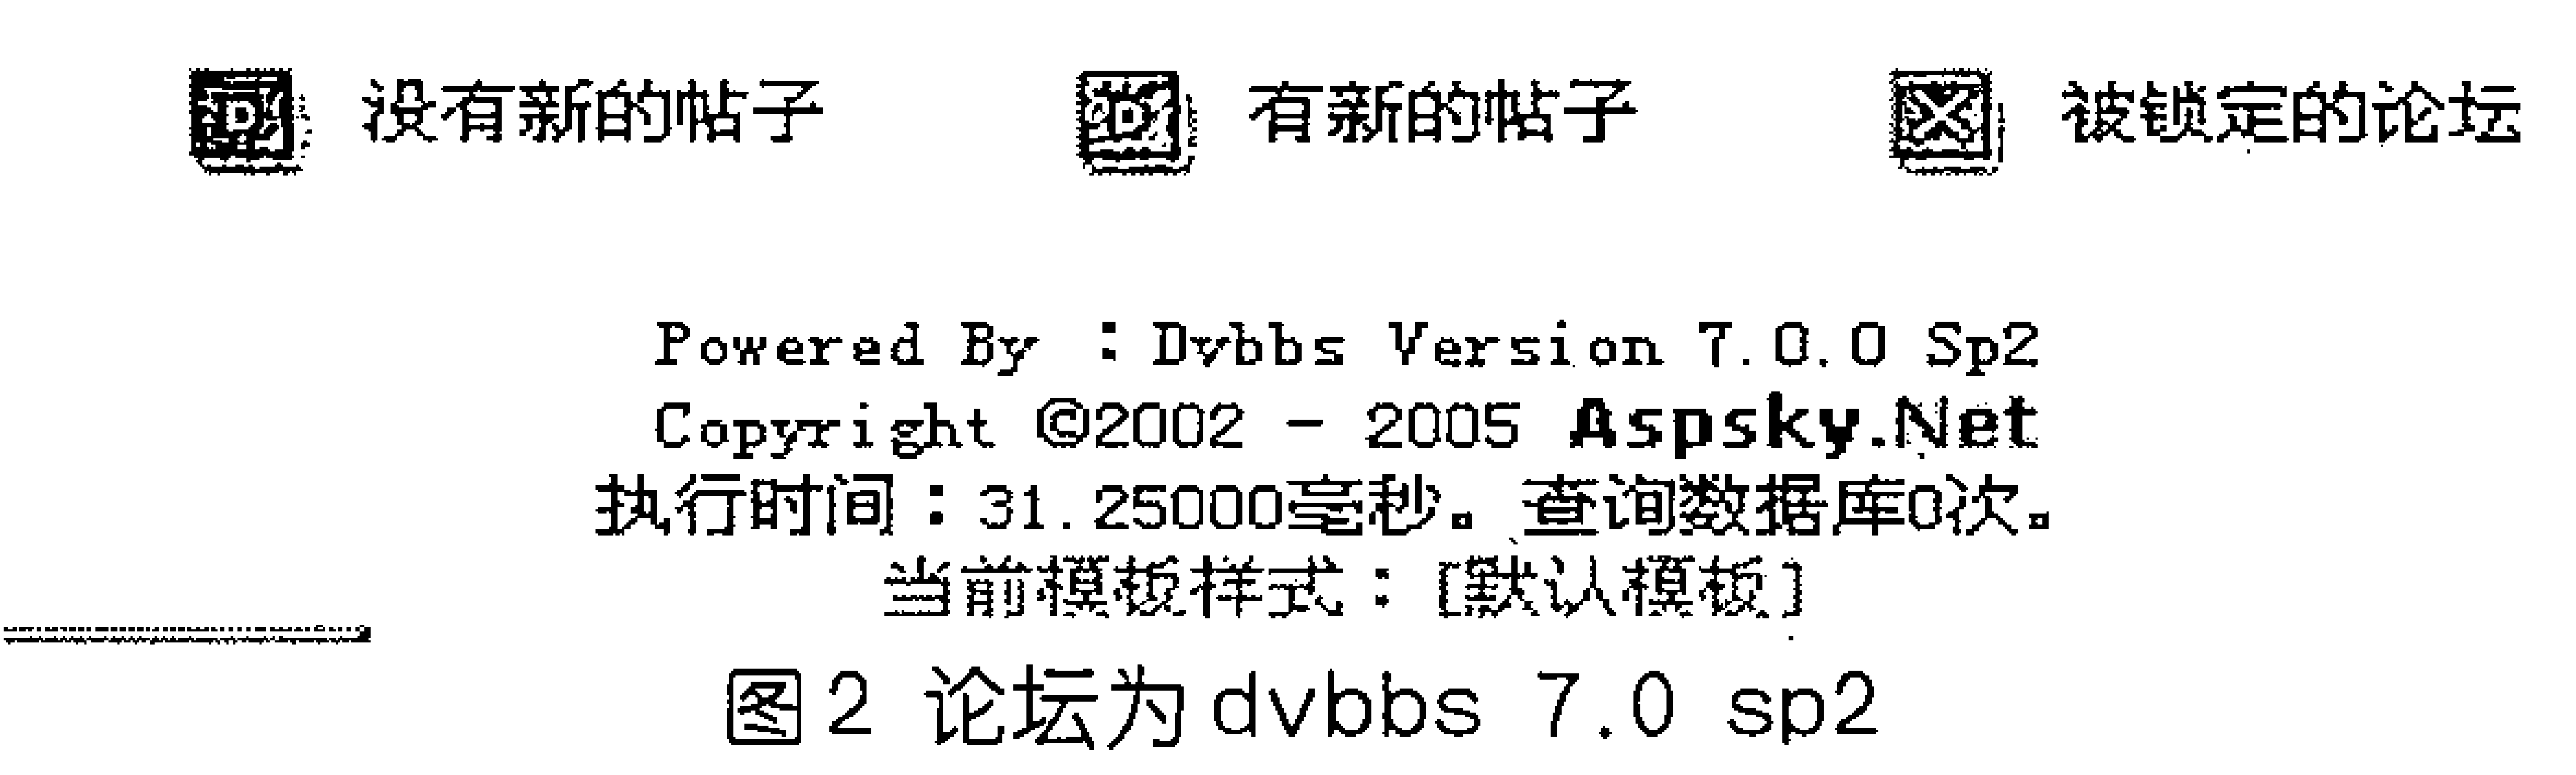 没有新的帖子 有新的帖子 被锁定的论坛
Powered By ：Dvbbs Version 7.0.0 Sp2
Copyright ©2002 - 2005 Aspsky.Net
执行时间：31.25000毫秒。查询数据库0次。
当前模板样式：[默认模板]
图2 论坛为dvbbs 7.0 sp2